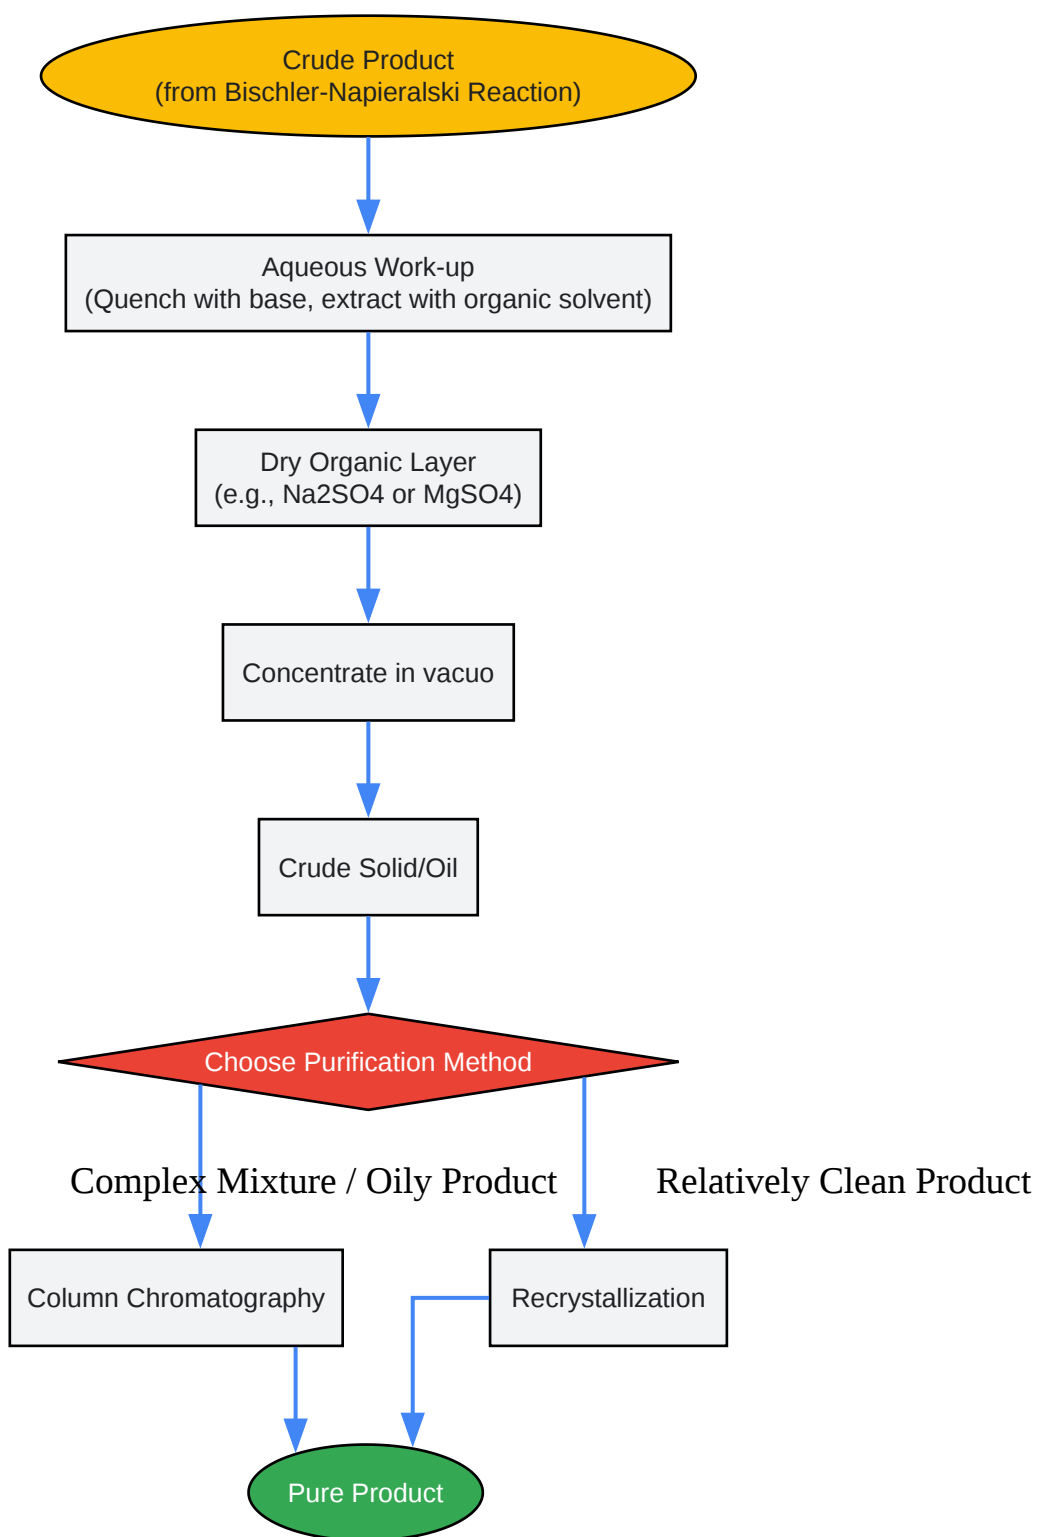 Crude Product
(from Bischler-Napieralski Reaction)
Aqueous Work-up
(Quench with base, extract with organic solvent)
Dry Organic Layer
(e.g., Na2SO4 or MgSO4)
Concentrate in vacuo
Crude Solid/Oil
Choose Purification Method
Complex Mixture / Oily Product
Relatively Clean Product
Column Chromatography
Recrystallization
Pure Product